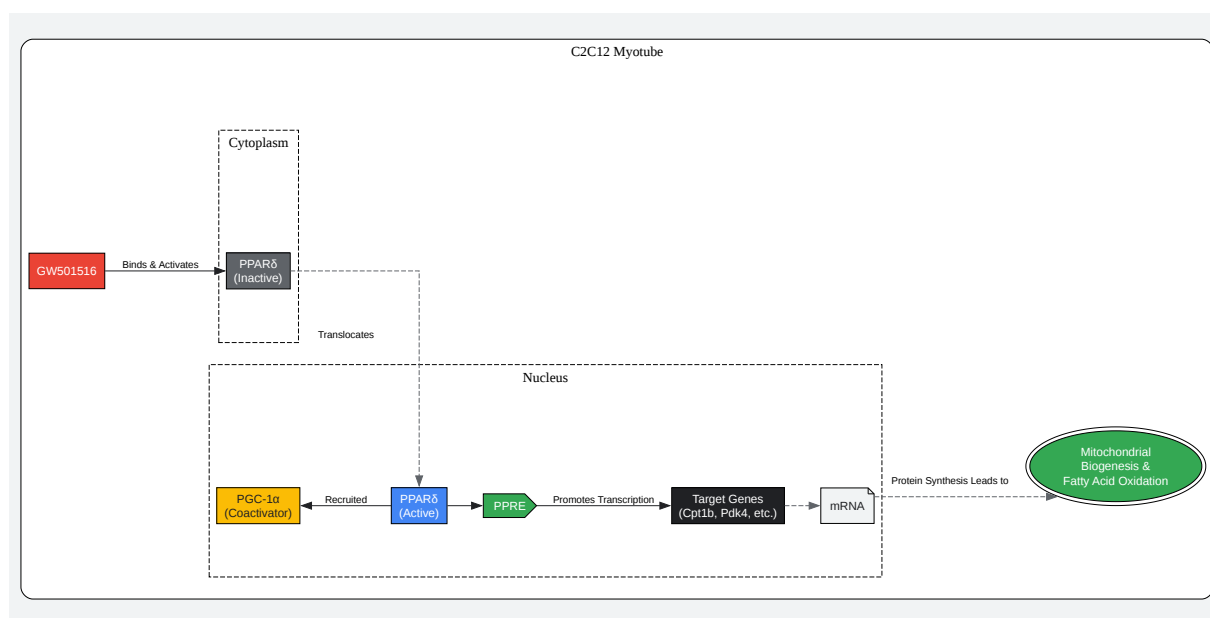 C2C12 Myotube
Cytoplasm
GW501516
Binds & Activates
PPARδ
(Inactive)
Translocates
Nucleus
PGC-1α
(Coactivator)
Recruited
PPARδ
(Active)
PPRE
Promotes Transcription
Target Genes
(Cpt1b, Pdk4, etc.)
mRNA
Protein Synthesis Leads to
Mitochondrial
Biogenesis &
Fatty Acid Oxidation